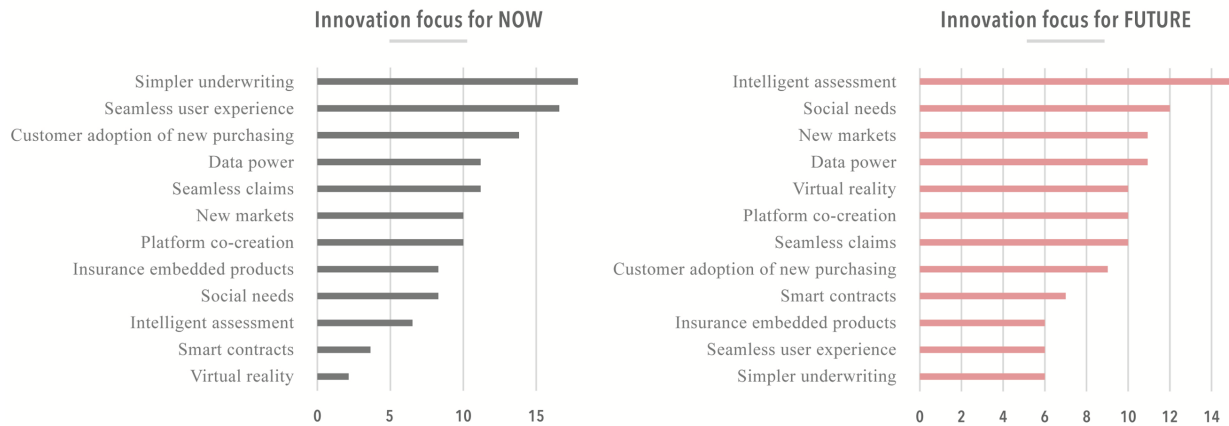 Innovation focus for NOW
Simpler underwriting
Seamless user experience
Customer adoption of new purchasing
Data power
Seamless claims
New markets
Platform co-creation
Insurance embedded products
Social needs
Intelligent assessment
Smart contracts
Virtual reality
0 5 10 15
Innovation focus for FUTURE
Intelligent assessment
Social needs
New markets
Data power
Virtual reality
Platform co-creation
Seamless claims
Customer adoption of new purchasing
Smart contracts
Insurance embedded products
Seamless user experience
Simpler underwriting
0 2 4 6 8 10 12 14